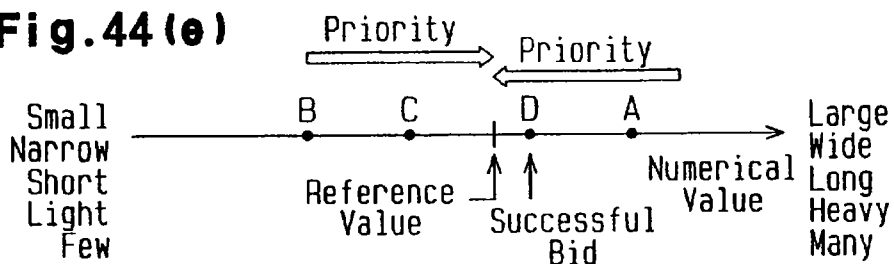 Fig.44(e)
Priority
Priority
B
C
D
A
Small
Narrow
Short
Light
Few
Reference
Value
Successful
Bid
Numerical
Value
Large
Wide
Long
Heavy
Many